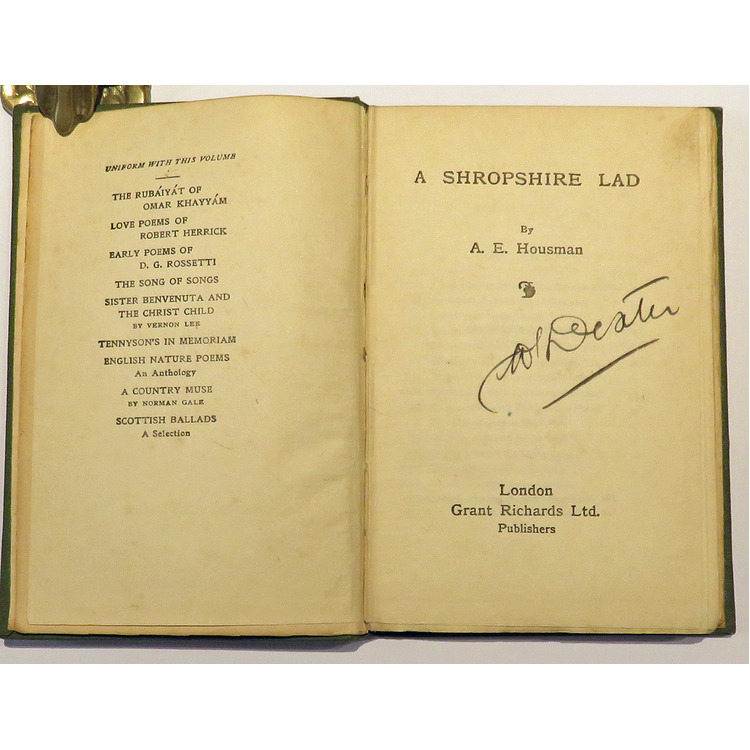 UNIFORM WITH THIS VOLUME
THE RUBÁIYÁT OF
OMAR KHAYYÁM
LOVE POEMS OF
ROBERT HERRICK
EARLY POEMS OF
D. G. ROSSETTI
THE SONG OF SONGS
SISTER BENVENUTA AND
THE CHRIST CHILD
BY VERNON LEE
TENNYSON'S IN MEMORIAM
ENGLISH NATURE POEMS
An Anthology
A COUNTRY MUSE
BY NORMAN GALE
SCOTTISH BALLADS
A Selection
A SHROPSHIRE LAD
By
A. E. Housman
Dexter
London
Grant Richards Ltd.
Publishers